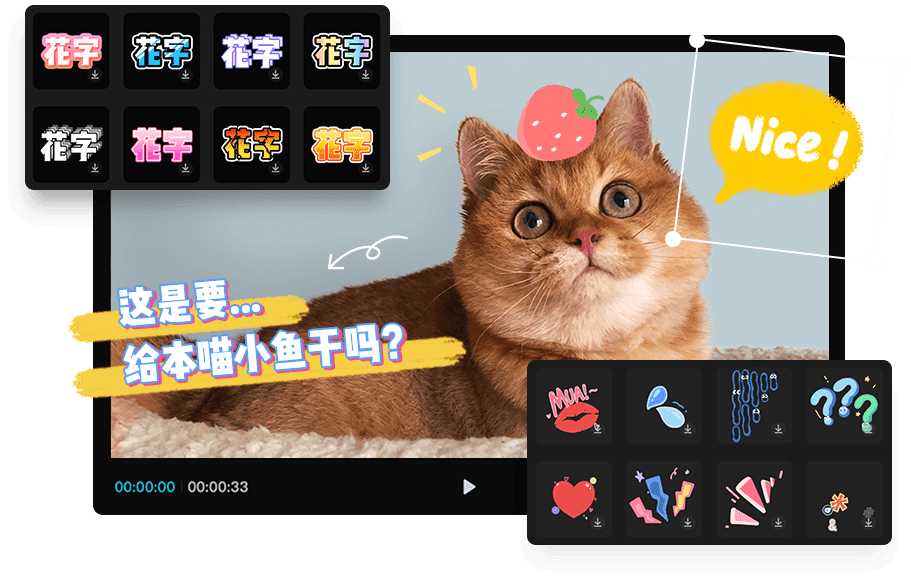 花字 花字 花字 花字
花字 花字 花字 花字
Nice!
这是要...
给本喵小鱼干吗?
MUA!~
???
&
00:00:00 00:00:33